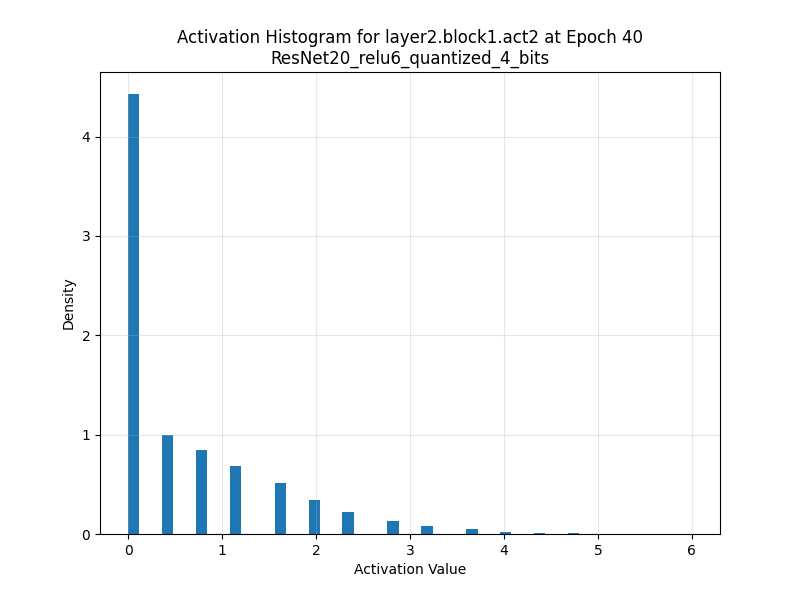 Activation Histogram for layer2.block1.act2 at Epoch 40
ResNet20_relu6_quantized_4_bits
Density
4
3
2
1
0
0 1 2 3 4 5 6
Activation Value